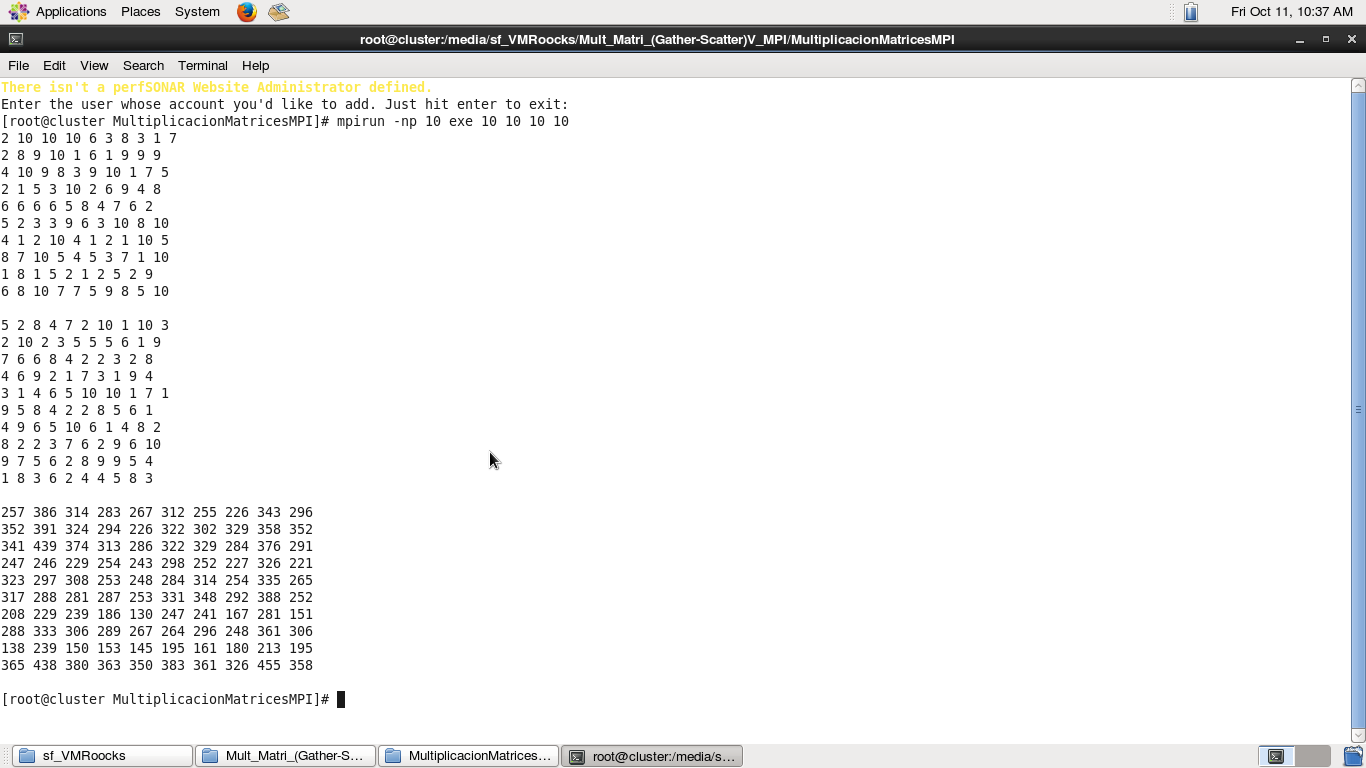 Applications Places System Fri Oct 11, 10:37 AM
root@cluster:/media/sf_VMRoocks/Mult_Matri_(Gather-Scatter)V_MPI/MultiplicacionMatricesMPI
File Edit View Search Terminal Help
There isn't a perfSONAR Website Administrator defined.
Enter the user whose account you'd like to add. Just hit enter to exit:
[root@cluster MultiplicacionMatricesMPI]# mpirun -np 10 exe 10 10 10 10
2 10 10 10 6 3 8 3 1 7
2 8 9 10 1 6 1 9 9 9
4 10 9 8 3 9 10 1 7 5
2 1 5 3 10 2 6 9 4 8
6 6 6 6 5 8 4 7 6 2
5 2 3 3 9 6 3 10 8 10
4 1 2 10 4 1 2 1 10 5
8 7 10 5 4 5 3 7 1 10
1 8 1 5 2 1 2 5 2 9
6 8 10 7 7 5 9 8 5 10
5 2 8 4 7 2 10 1 10 3
2 10 2 3 5 5 5 6 1 9
7 6 6 8 4 2 2 3 2 8
4 6 9 2 1 7 3 1 9 4
3 1 4 6 5 10 10 1 7 1
9 5 8 4 2 2 8 5 6 1
4 9 6 5 10 6 1 4 8 2
8 2 2 3 7 6 2 9 6 10
9 7 5 6 2 8 9 9 5 4
1 8 3 6 2 4 4 5 8 3
257 386 314 283 267 312 255 226 343 296
352 391 324 294 226 322 302 329 358 352
341 439 374 313 286 322 329 284 376 291
247 246 229 254 243 298 252 227 326 221
323 297 308 253 248 284 314 254 335 265
317 288 281 287 253 331 348 292 388 252
208 229 239 186 130 247 241 167 281 151
288 333 306 289 267 264 296 248 361 306
138 239 150 153 145 195 161 180 213 195
365 438 380 363 350 383 361 326 455 358
[root@cluster MultiplicacionMatricesMPI]#
sf_VMRoocks Mult_Matri_(Gather-S… MultiplicacionMatrices… root@cluster:/media/s…